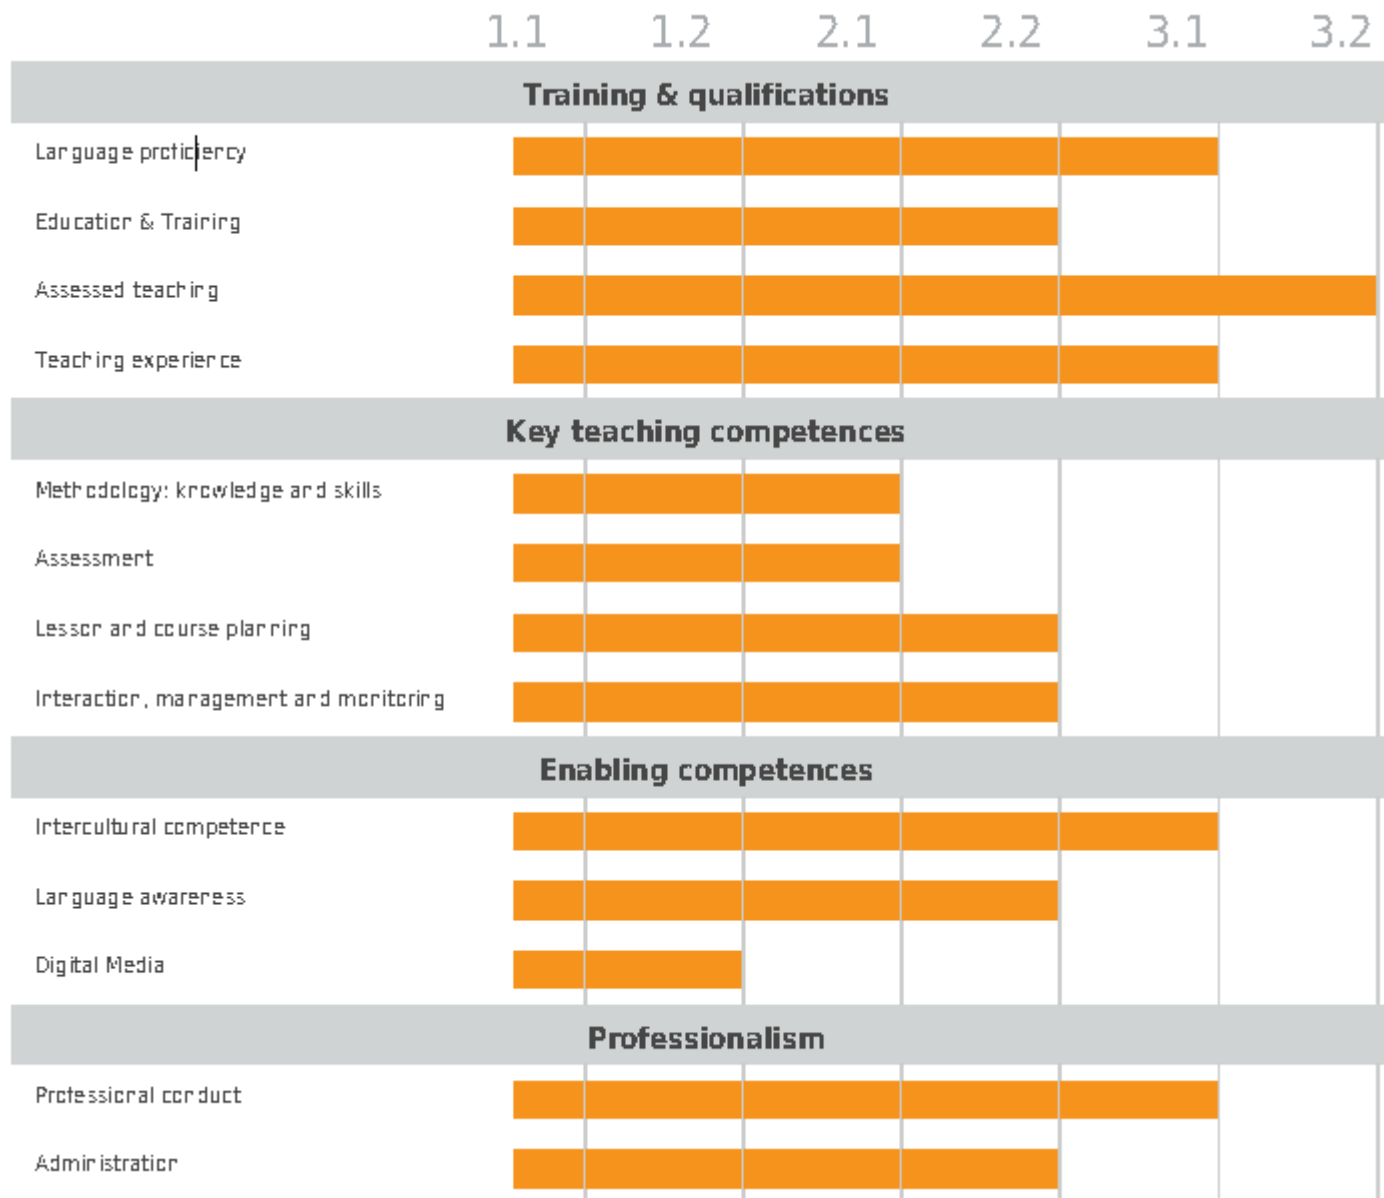 1.1 1.2 2.1 2.2 3.1 3.2
Training & qualifications
Language proficiency
Education & Training
Assessed teaching
Teaching experience
Key teaching competences
Methodology: knowledge and skills
Assessment
Lesson and course planning
Interaction, management and monitoring
Enabling competences
Intercultural competence
Language awareness
Digital Media
Professionalism
Professional conduct
Administration